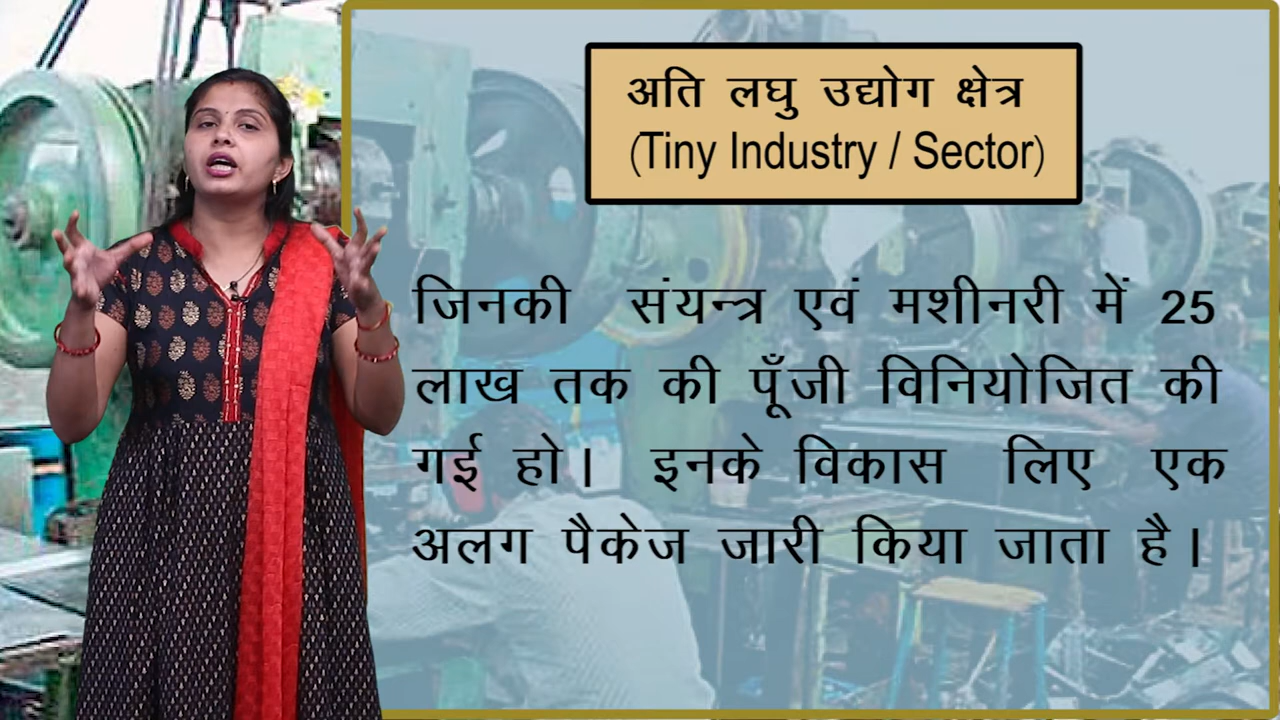 अति लघु उद्योग क्षेत्र
(Tiny Industry / Sector)
जिनकी संयन्त्र एवं मशीनरी में 25
लाख तक की पूँजी विनियोजित की
गई हो। इनके विकास लिए एक
अलग पैकेज जारी किया जाता है।